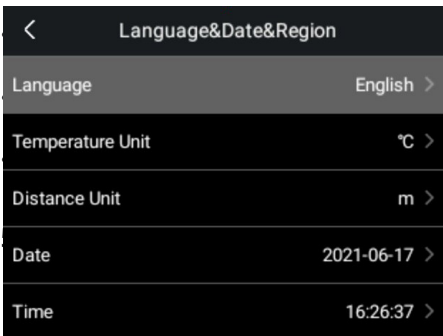 Language&Date&Region
Language English
Temperature Unit ℃
Distance Unit m
Date 2021-06-17
Time 16:26:37